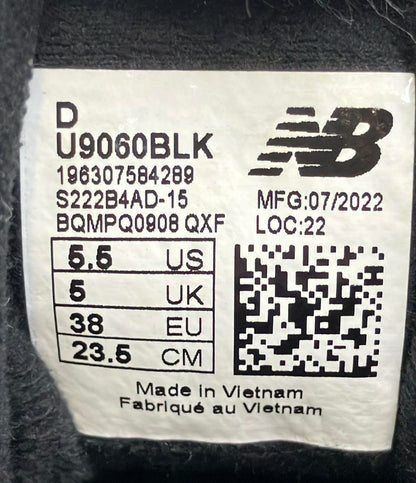 D
U9060BLK
196307584289
S222B4AD-15
BQMPQ0908 QXF
NB
MFG:07/2022
LOC:22
5.5 US
5 UK
38 EU
23.5 CM
Made in Vietnam
Fabriqué au Vietnam